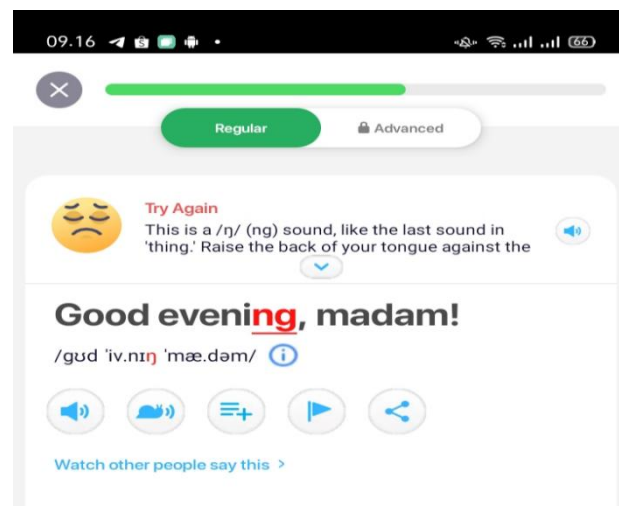 09.16
66
Regular
Advanced
Try Again
This is a /ŋ/ (ng) sound, like the last sound in
'thing.' Raise the back of your tongue against the
Good evening, madam!
/gʊd ˈiv.nɪŋ ˈmæ.dəm/
Watch other people say this >